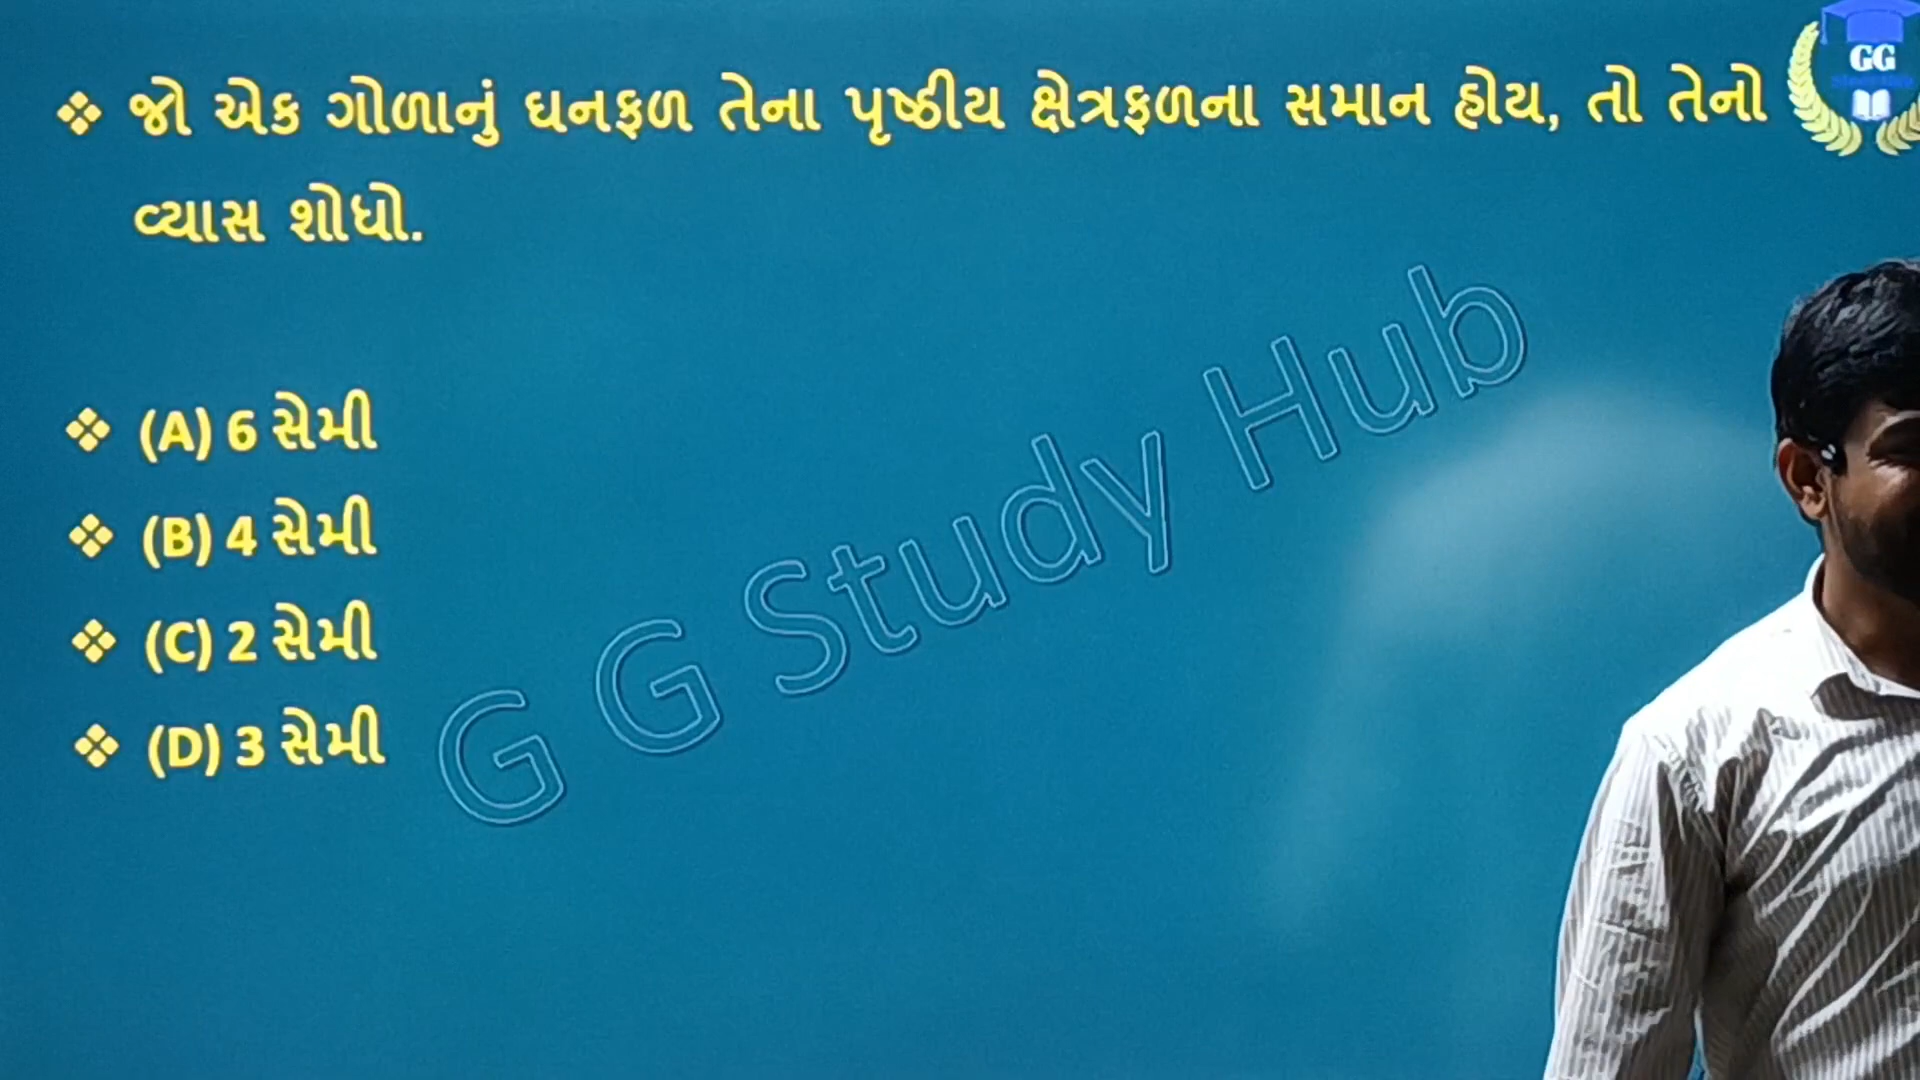 ❖ જો એક ગોળાનું ઘનફળ તેના પૃષ્ઠીય ક્ષેત્રફળના સમાન હોય, તો તેનો
વ્યાસ શોધો.
❖ (A) 6 સેમી
❖ (B) 4 સેમી
❖ (C) 2 સેમી
❖ (D) 3 સેમી
G G Study Hub
GG